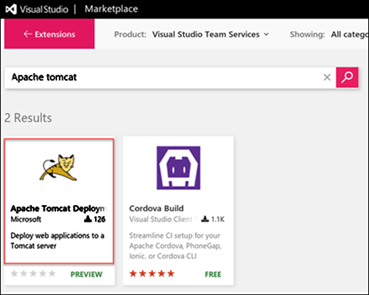 Visual Studio | Marketplace
← Extensions Product: Visual Studio Team Services Showing: All catego
Apache tomcat
2 Results
Apache Tomcat Deploym
Microsoft 126
Deploy web applications to a
Tomcat server
PREVIEW
Cordova Build
Visual Studio Client 1.1K
Streamline CI setup for your
Apache Cordova, PhoneGap,
Ionic, or Cordova CLI
FREE